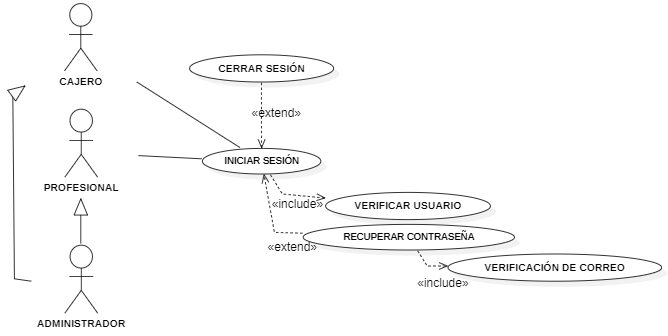 CAJERO
CERRAR SESIÓN
«extend»
INICIAR SESIÓN
PROFESIONAL
«include»
VERIFICAR USUARIO
«extend»
RECUPERAR CONTRASEÑA
VERIFICACIÓN DE CORREO
«include»
ADMINISTRADOR